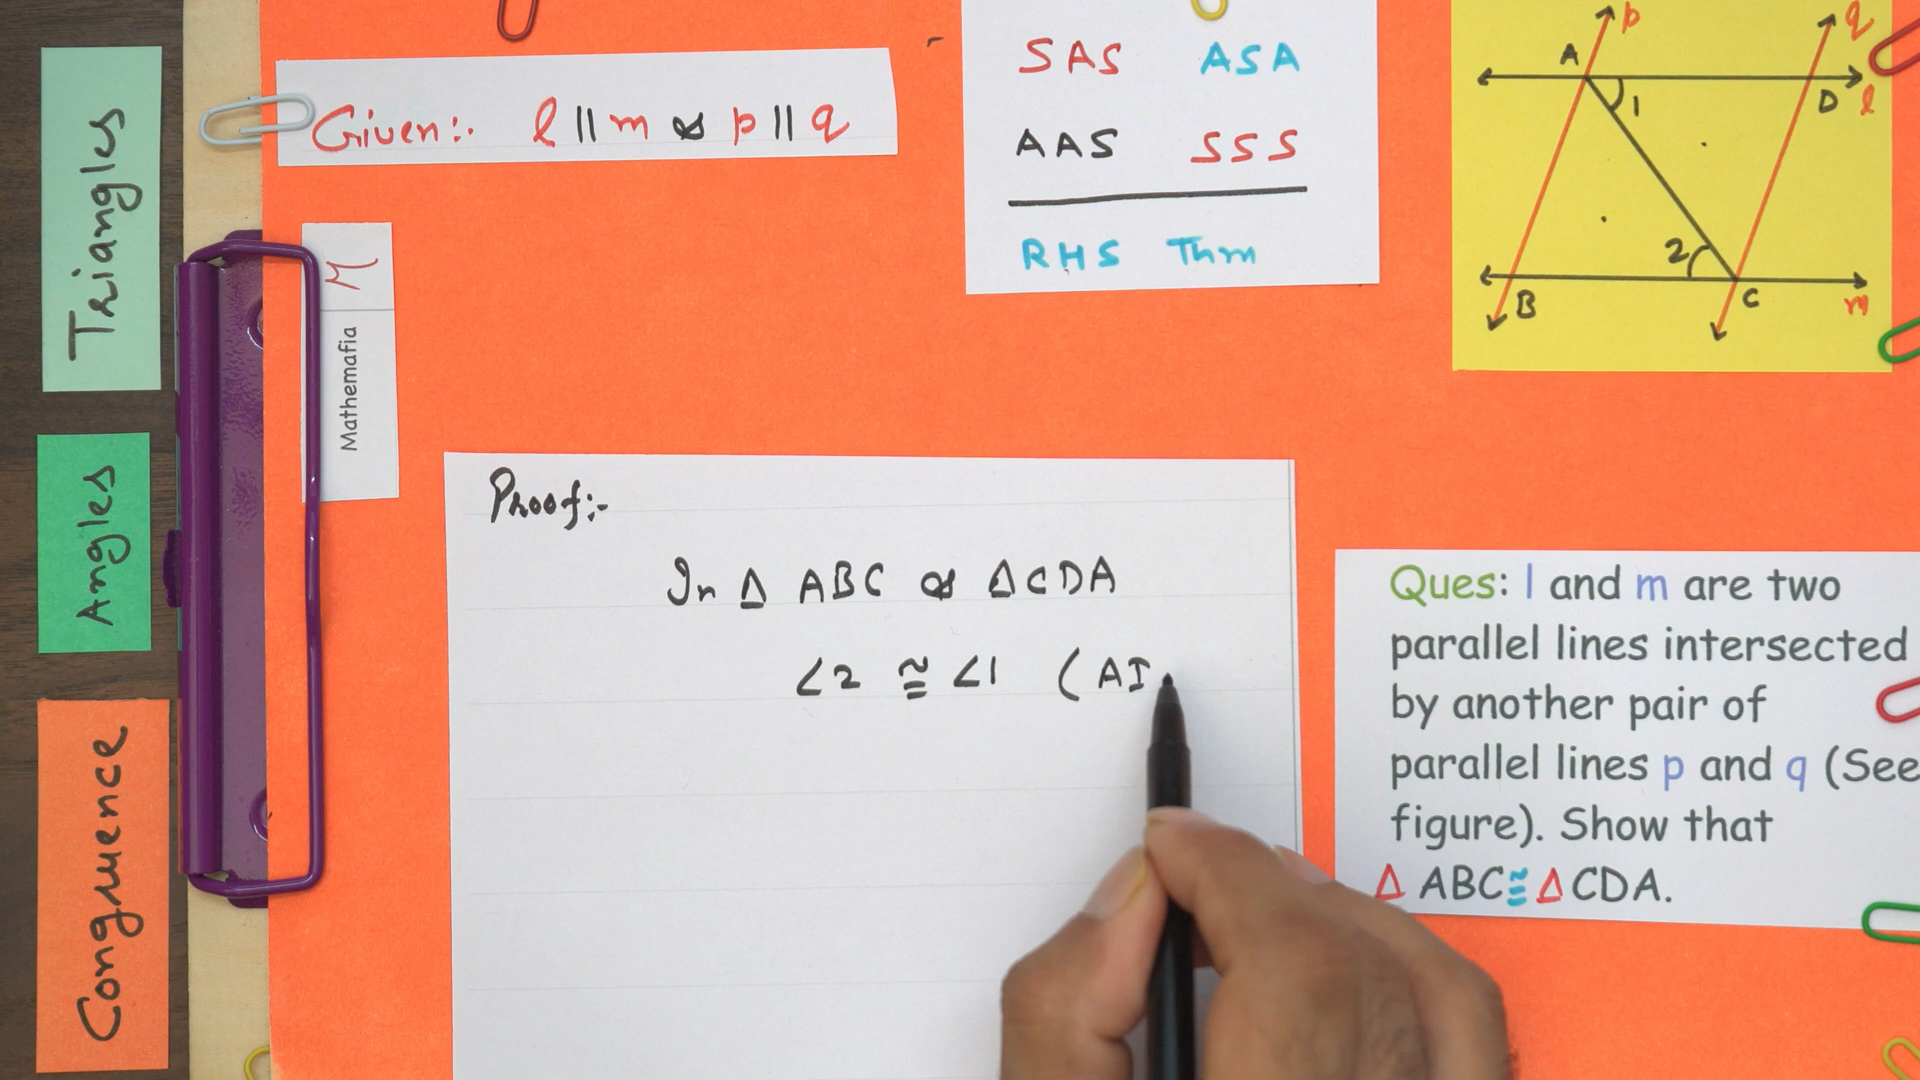 Triangles
Angles
Congruence
Given:- l || m & p || q
M
Mathemafia
SAS ASA
AAS SSS
RHS Thm
p q
A
1 D l
2
B C m
Proof:-
In Δ ABC & Δ CDA
∠2 ≅ ∠1 (AI
Ques: l and m are two
parallel lines intersected
by another pair of
parallel lines p and q (See
figure). Show that
Δ ABC ≅ Δ CDA.